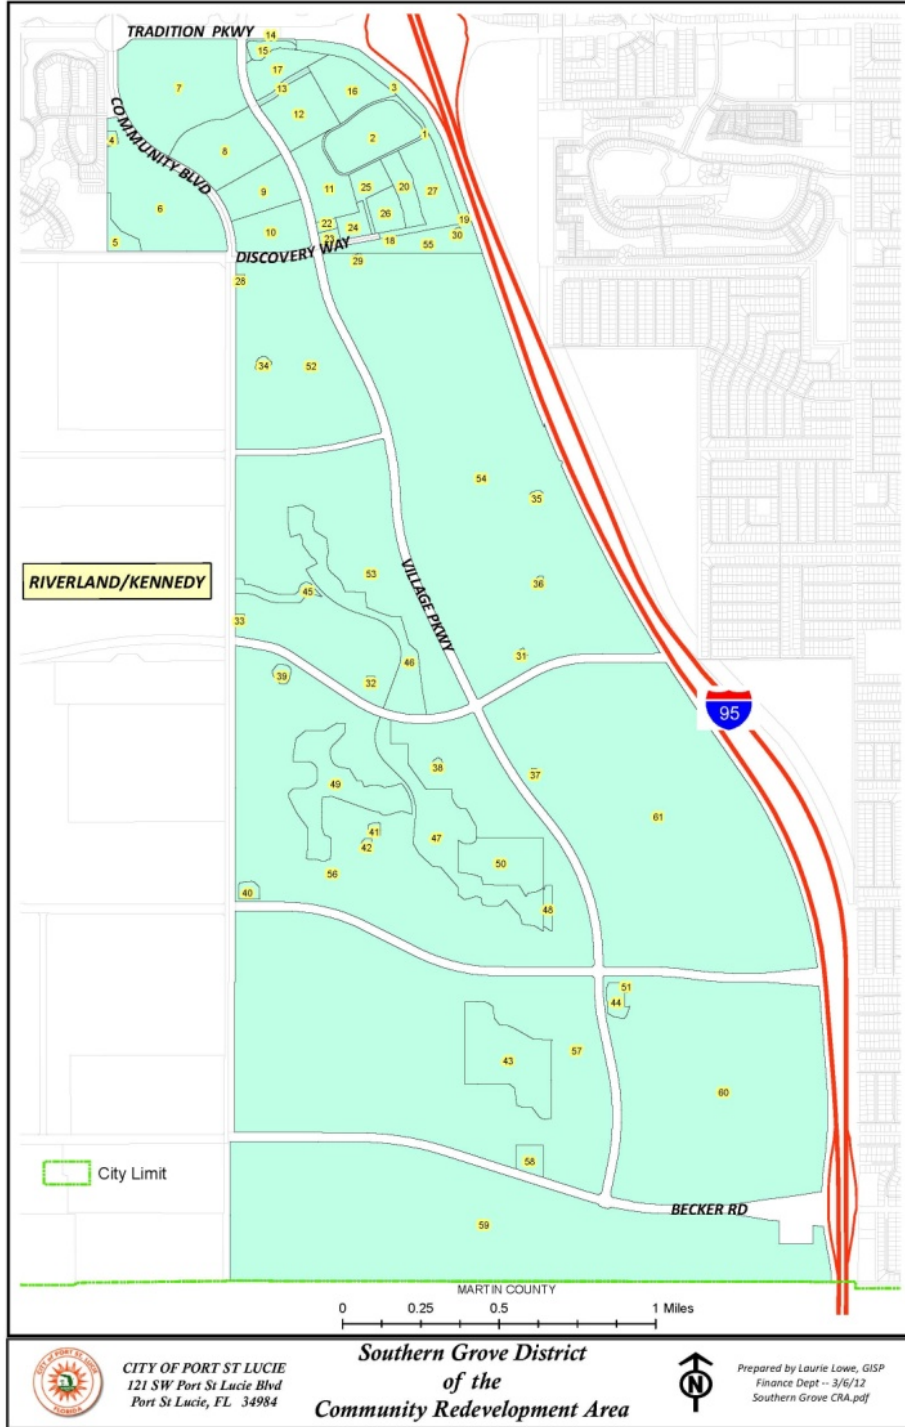 TRADITION PKWY
14
15
17
7
13
3
16
12
COMMUNITY BLVD
4
2
1
8
9
11
25
20
27
6
26
19
22
24
10
23
18
30
5
55
DISCOVERY WAY
29
28
34
52
54
35
RIVERLAND/KENNEDY
53
VILLAGE PKWY
36
45
33
31
46
39
32
95
38
37
49
61
41
47
42
50
56
40
48
51
44
57
43
60
58
City Limit
BECKER RD
59
MARTIN COUNTY
0 0.25 0.5 1 Miles
CITY OF PORT ST LUCIE
FLORIDA
CITY OF PORT ST LUCIE
121 SW Port St Lucie Blvd
Port St Lucie, FL 34984
Southern Grove District
of the
Community Redevelopment Area
N
Prepared by Laurie Lowe, GISP
Finance Dept -- 3/6/12
Southern Grove CRA.pdf